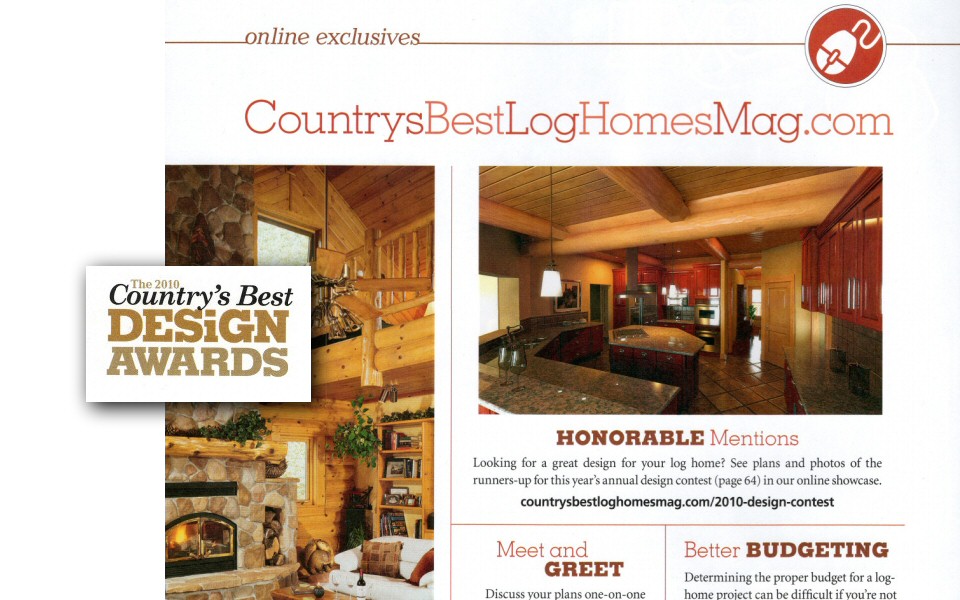 online exclusives
CountrysBestLogHomesMag.com
The 2010
Country's Best
DESiGN
AWARDS
HONORABLE Mentions
Looking for a great design for your log home? See plans and photos of the
runners-up for this year's annual design contest (page 64) in our online showcase.
countrysbestloghomesmag.com/2010-design-contest
Meet and
GREET
Discuss your plans one-on-one
Better BUDGETING
Determining the proper budget for a log-
home project can be difficult if you're not